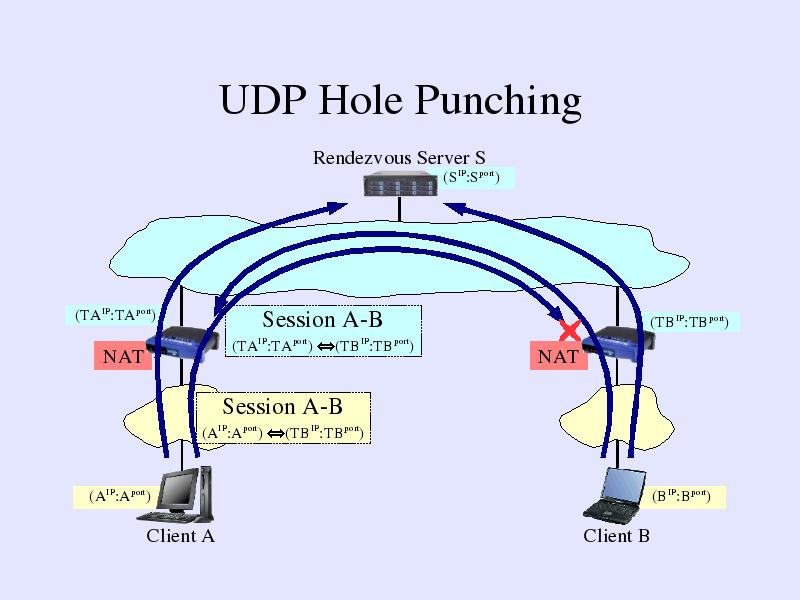 UDP Hole Punching
Rendezvous Server S
(S^IP:S^port)
(TA^IP:TA^port)
(TB^IP:TB^port)
Session A-B
(TA^IP:TA^port) ⇔(TB^IP:TB^port)
NAT
NAT
Session A-B
(A^IP:A^port) ⇔(TB^IP:TB^port)
(A^IP:A^port)
(B^IP:B^port)
Client A
Client B